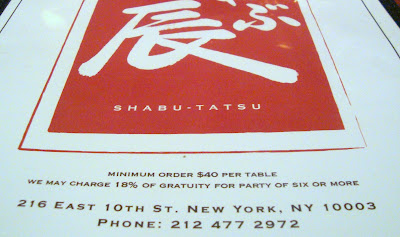 ぶ
辰
SHABU-TATSU
MINIMUM ORDER $40 PER TABLE
WE MAY CHARGE 18% OF GRATUITY FOR PARTY OF SIX OR MORE
216 EAST 10TH ST. NEW YORK, NY 10003
PHONE: 212 477 2972